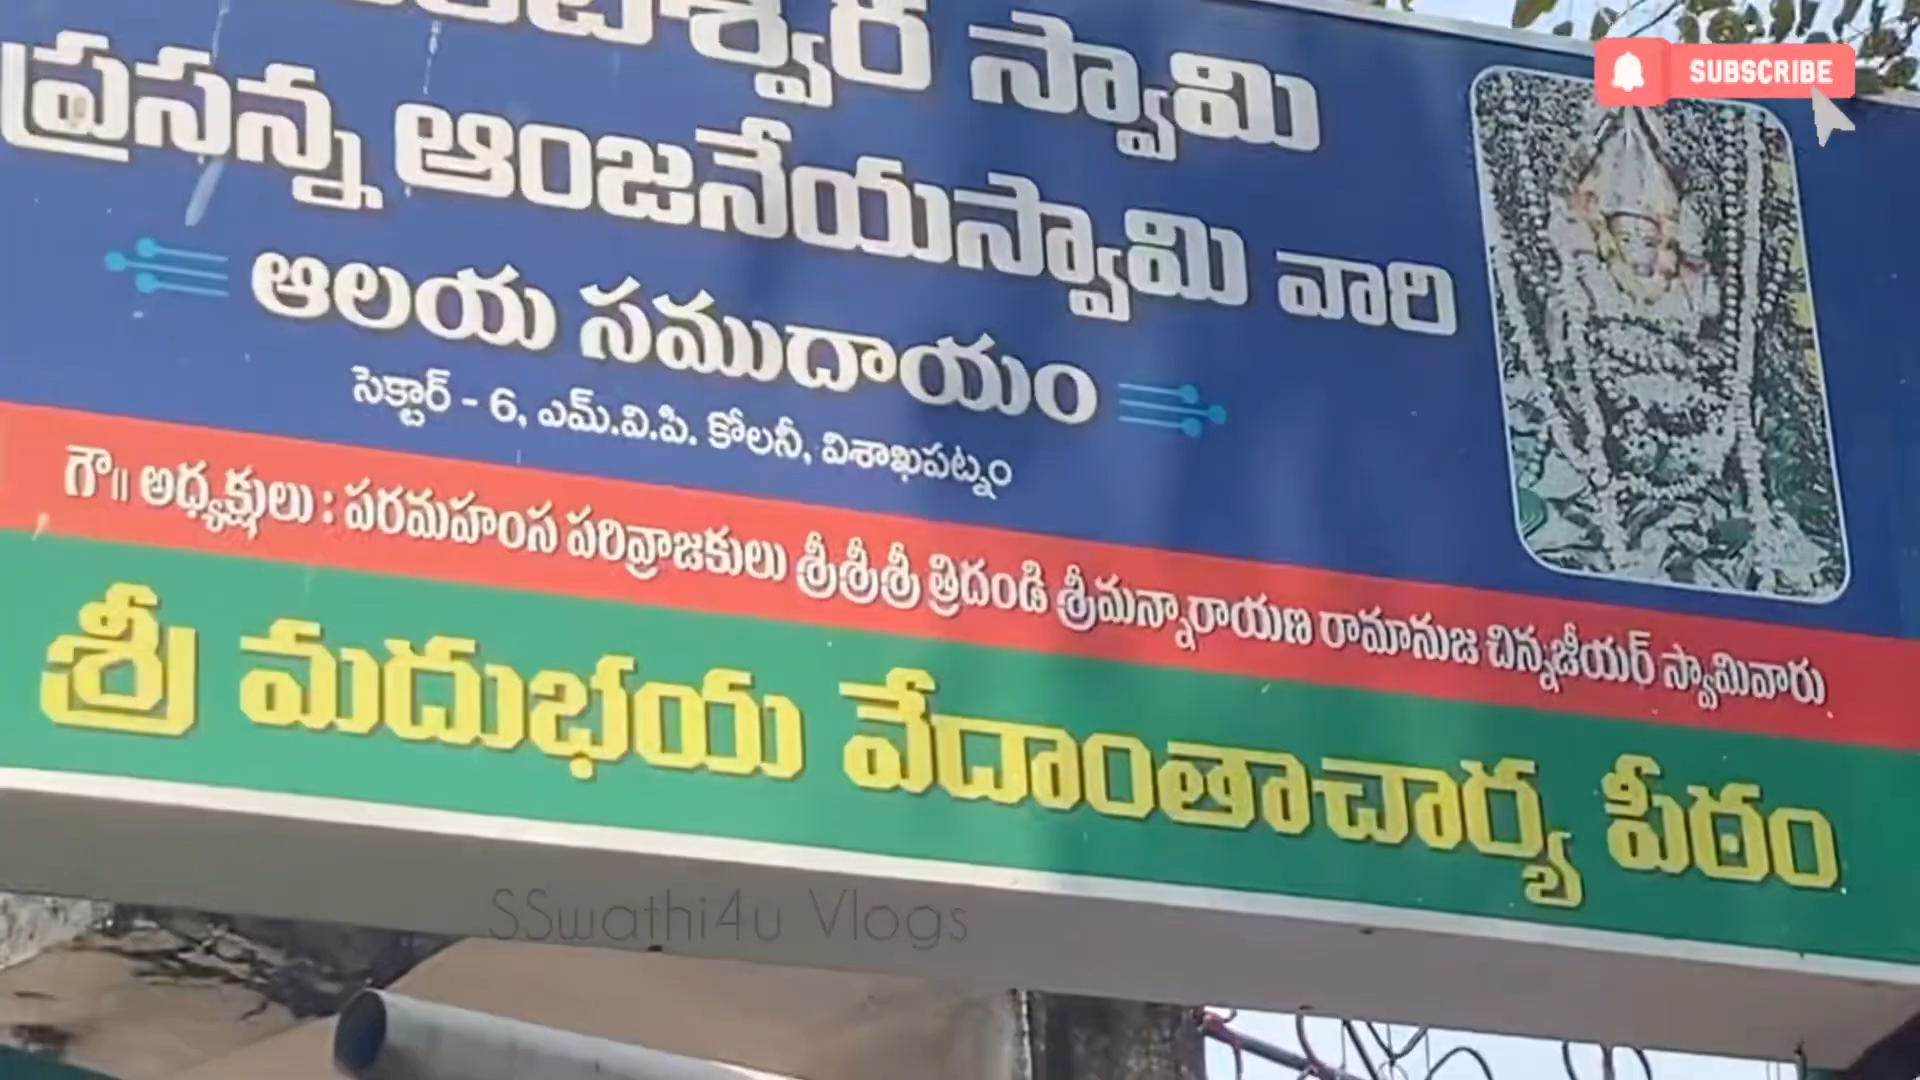 స్వామి
SUBSCRIBE
ప్రసన్న ఆంజనేయస్వామి వారి
ఆలయ సముదాయం
సెక్టార్ - 6, ఎమ్.వి.పి. కోలనీ, విశాఖపట్నం
గౌ॥ అధ్యక్షులు : పరమహంస పరివ్రాజకులు శ్రీశ్రీశ్రీ త్రిదండి శ్రీమన్నారాయణ రామానుజ చిన్నజీయర్ స్వామివారు
శ్రీ మదుభయ వేదాంతాచార్య పీఠం
SSwathi4u Vlogs